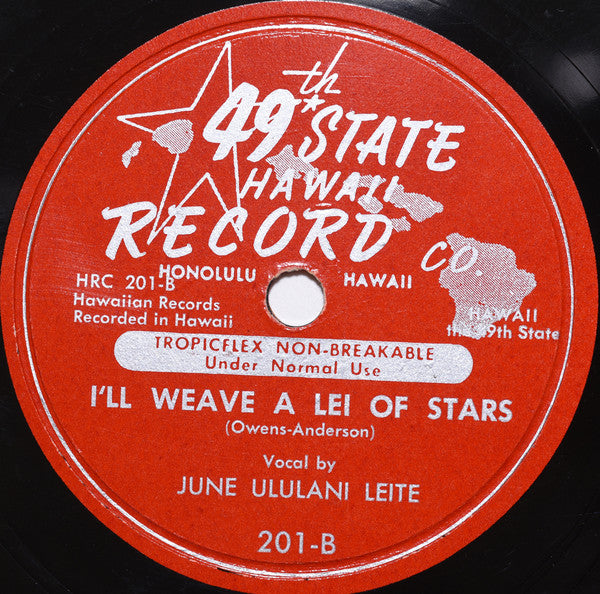 49th STATE
HAWAII
RECORD CO.
HONOLULU HAWAII
HRC 201-B
Hawaiian Records
Recorded in Hawaii
HAWAII
the 49th State
TROPICFLEX NON-BREAKABLE
Under Normal Use
I'LL WEAVE A LEI OF STARS
(Owens-Anderson)
Vocal by
JUNE ULULANI LEITE
201-B